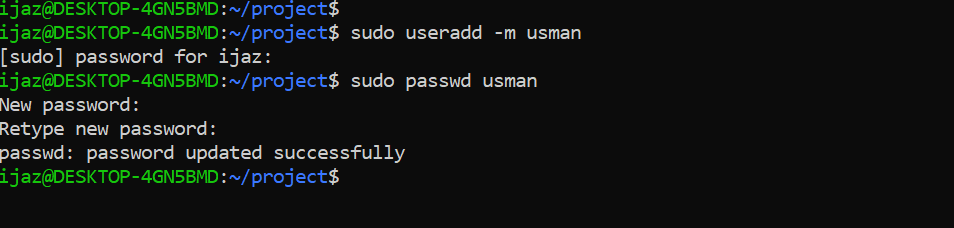 ijaz@DESKTOP-4GN5BMD:~/project$
ijaz@DESKTOP-4GN5BMD:~/project$ sudo useradd -m usman
[sudo] password for ijaz:
ijaz@DESKTOP-4GN5BMD:~/project$ sudo passwd usman
New password:
Retype new password:
passwd: password updated successfully
ijaz@DESKTOP-4GN5BMD:~/project$